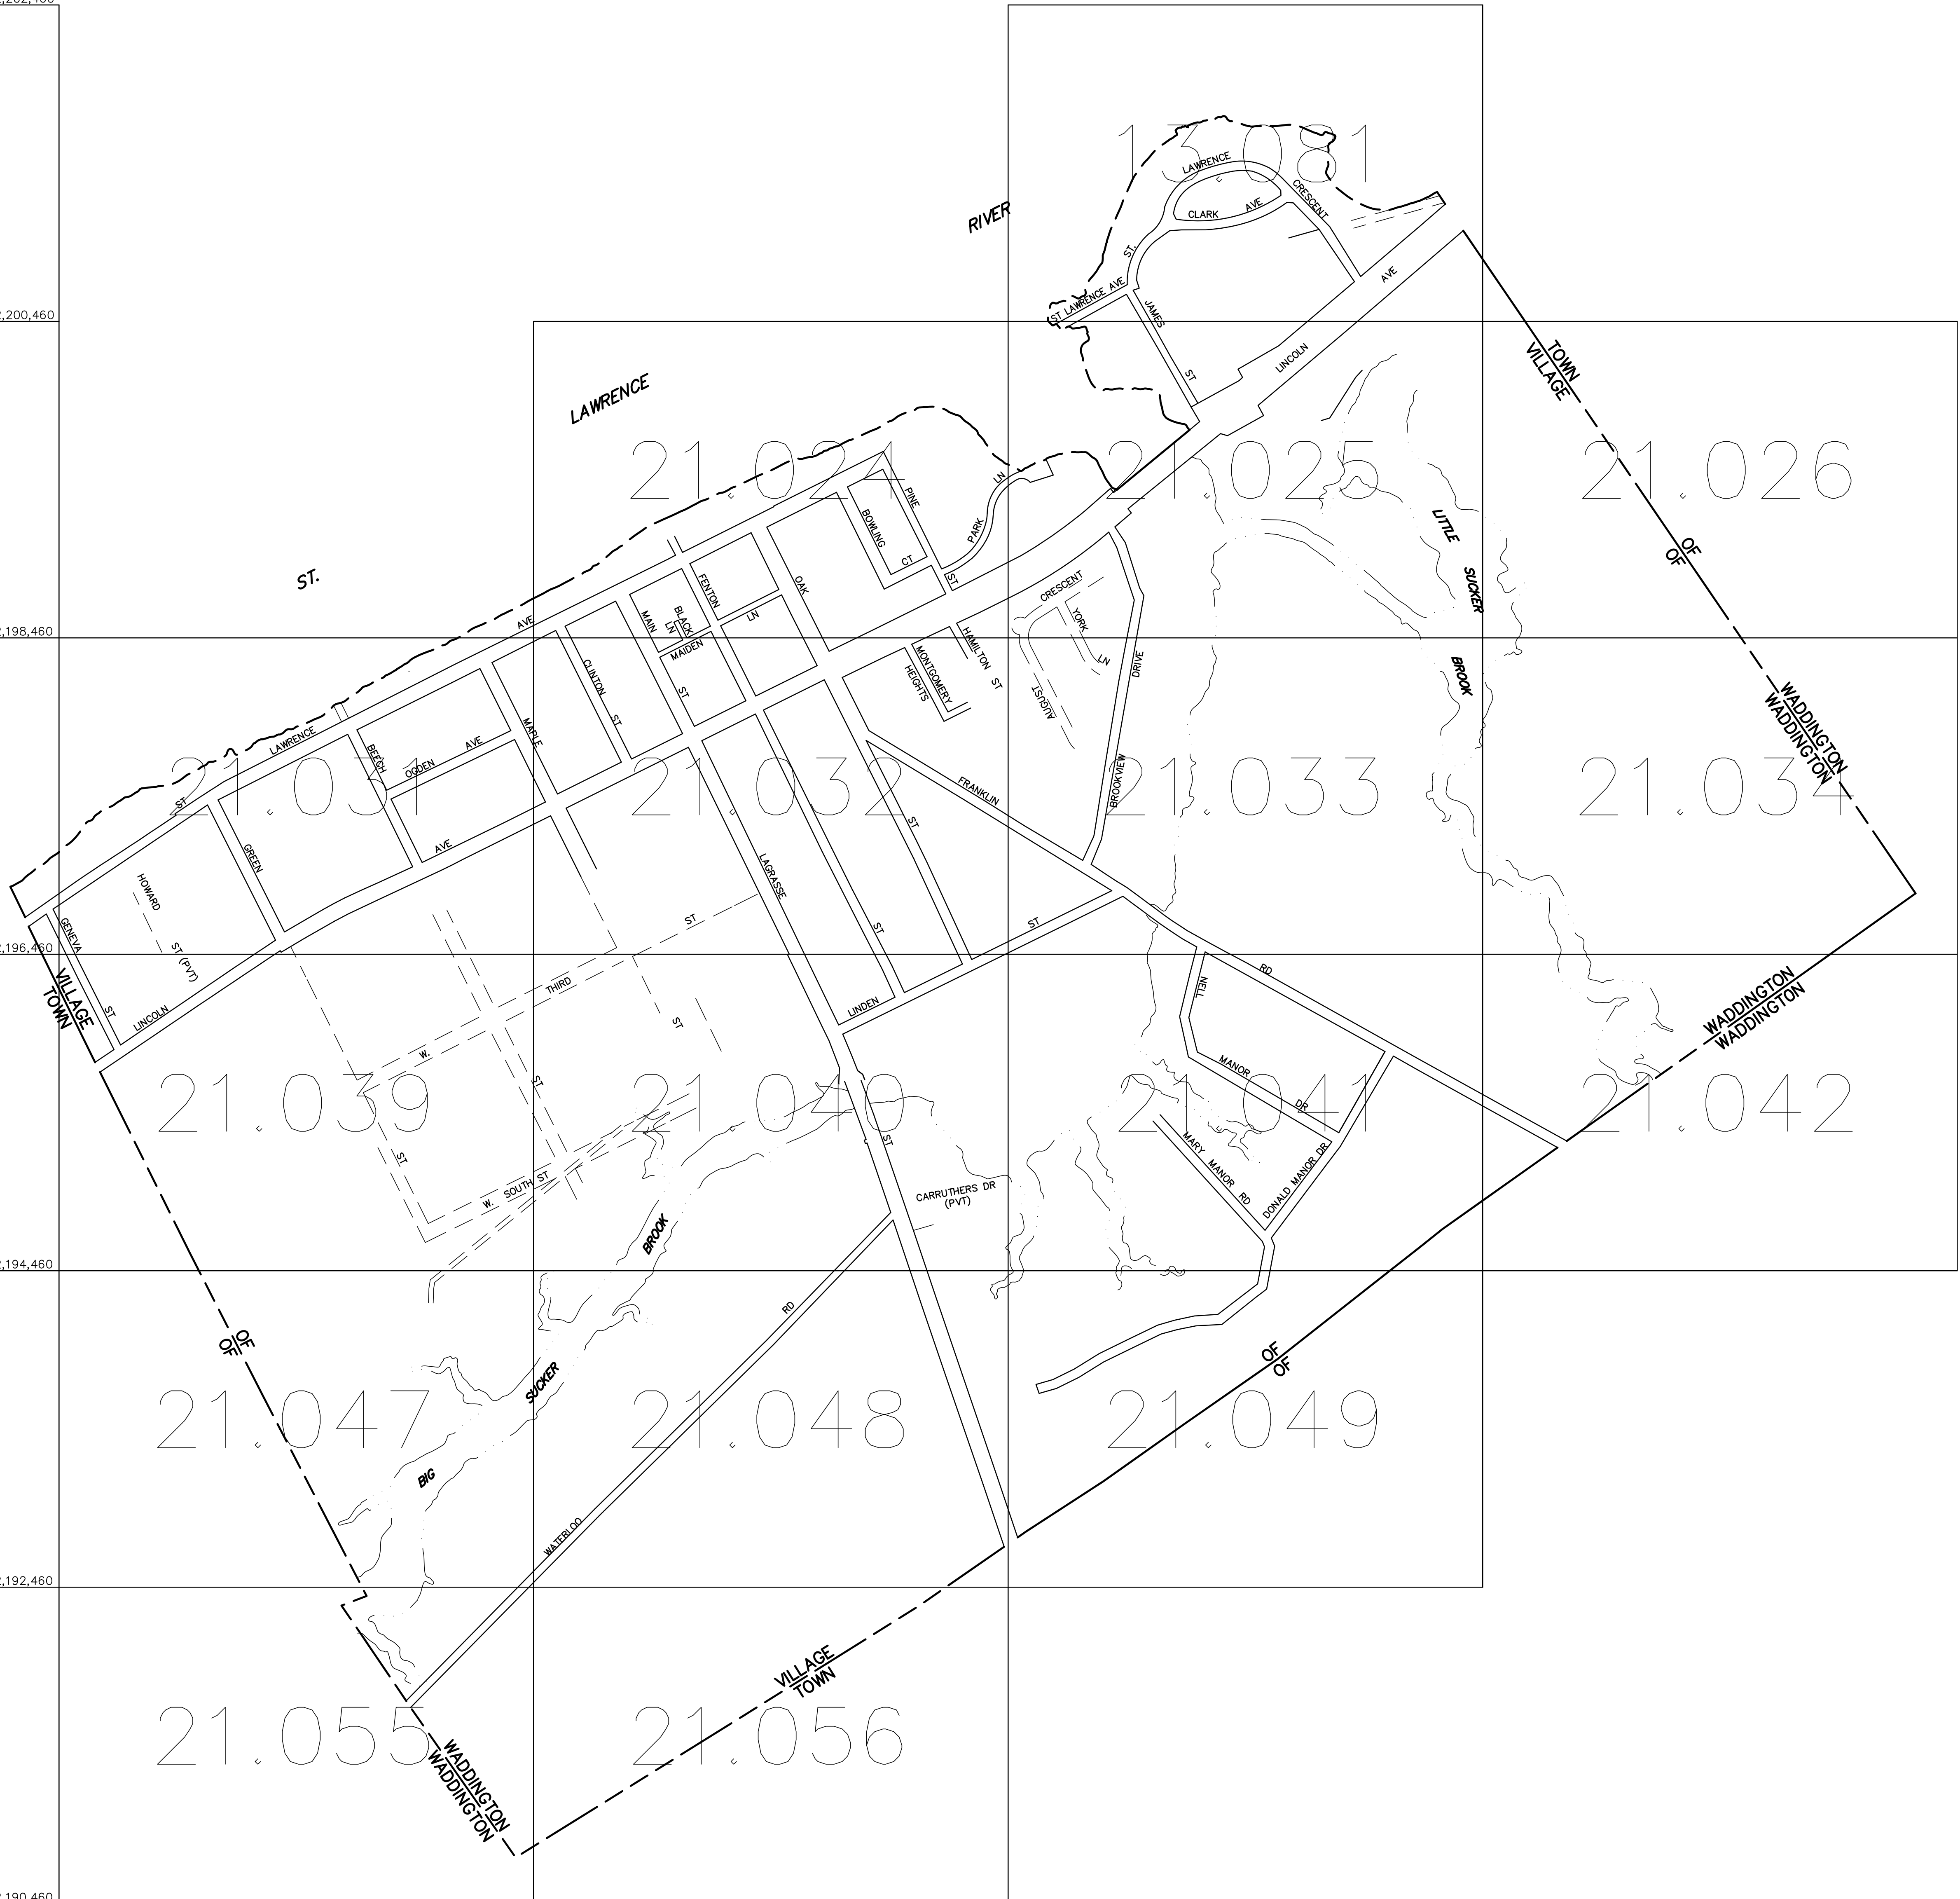 2,200,460
2,198,460
2,196,460
2,194,460
2,192,460
2,190,460
13.081
21.024
21.025
21.026
21.031
21.032
21.033
21.034
21.039
21.040
21.041
21.042
21.047
21.048
21.049
21.055
21.056
ST. LAWRENCE RIVER
LAWRENCE CRESCENT
CLARK AVE
ST.
ST LAWRENCE AVE
JAMES ST
LINCOLN AVE
TOWN OF WADDINGTON
VILLAGE OF WADDINGTON
LITTLE SUCKER BROOK
PINE ST
PARK LN
BOWLING CT
OAK
FENTON
LN
BLACK LN
MAIN ST
MAIDEN
CLINTON ST
MAPLE
ST LAWRENCE AVE
BEECH
OGDEN AVE
GREEN
HOWARD ST (PVT)
GENEVA ST
LINCOLN AVE
CRESCENT
YORK LN
AUGUST
HAMILTON ST
MONTGOMERY HEIGHTS
BROOKVIEW DRIVE
FRANKLIN RD
ST
ST
LAGRASSE ST
LINDEN ST
W. THIRD ST
ST
ST
ST
W. SOUTH ST
NELL
MANOR DR
MARY MANOR RD
DONALD MANOR DR
CARRUTHERS DR
(PVT)
BIG SUCKER BROOK
WATERLOO RD
VILLAGE OF WADDINGTON
TOWN OF WADDINGTON
VILLAGE OF WADDINGTON
TOWN OF WADDINGTON